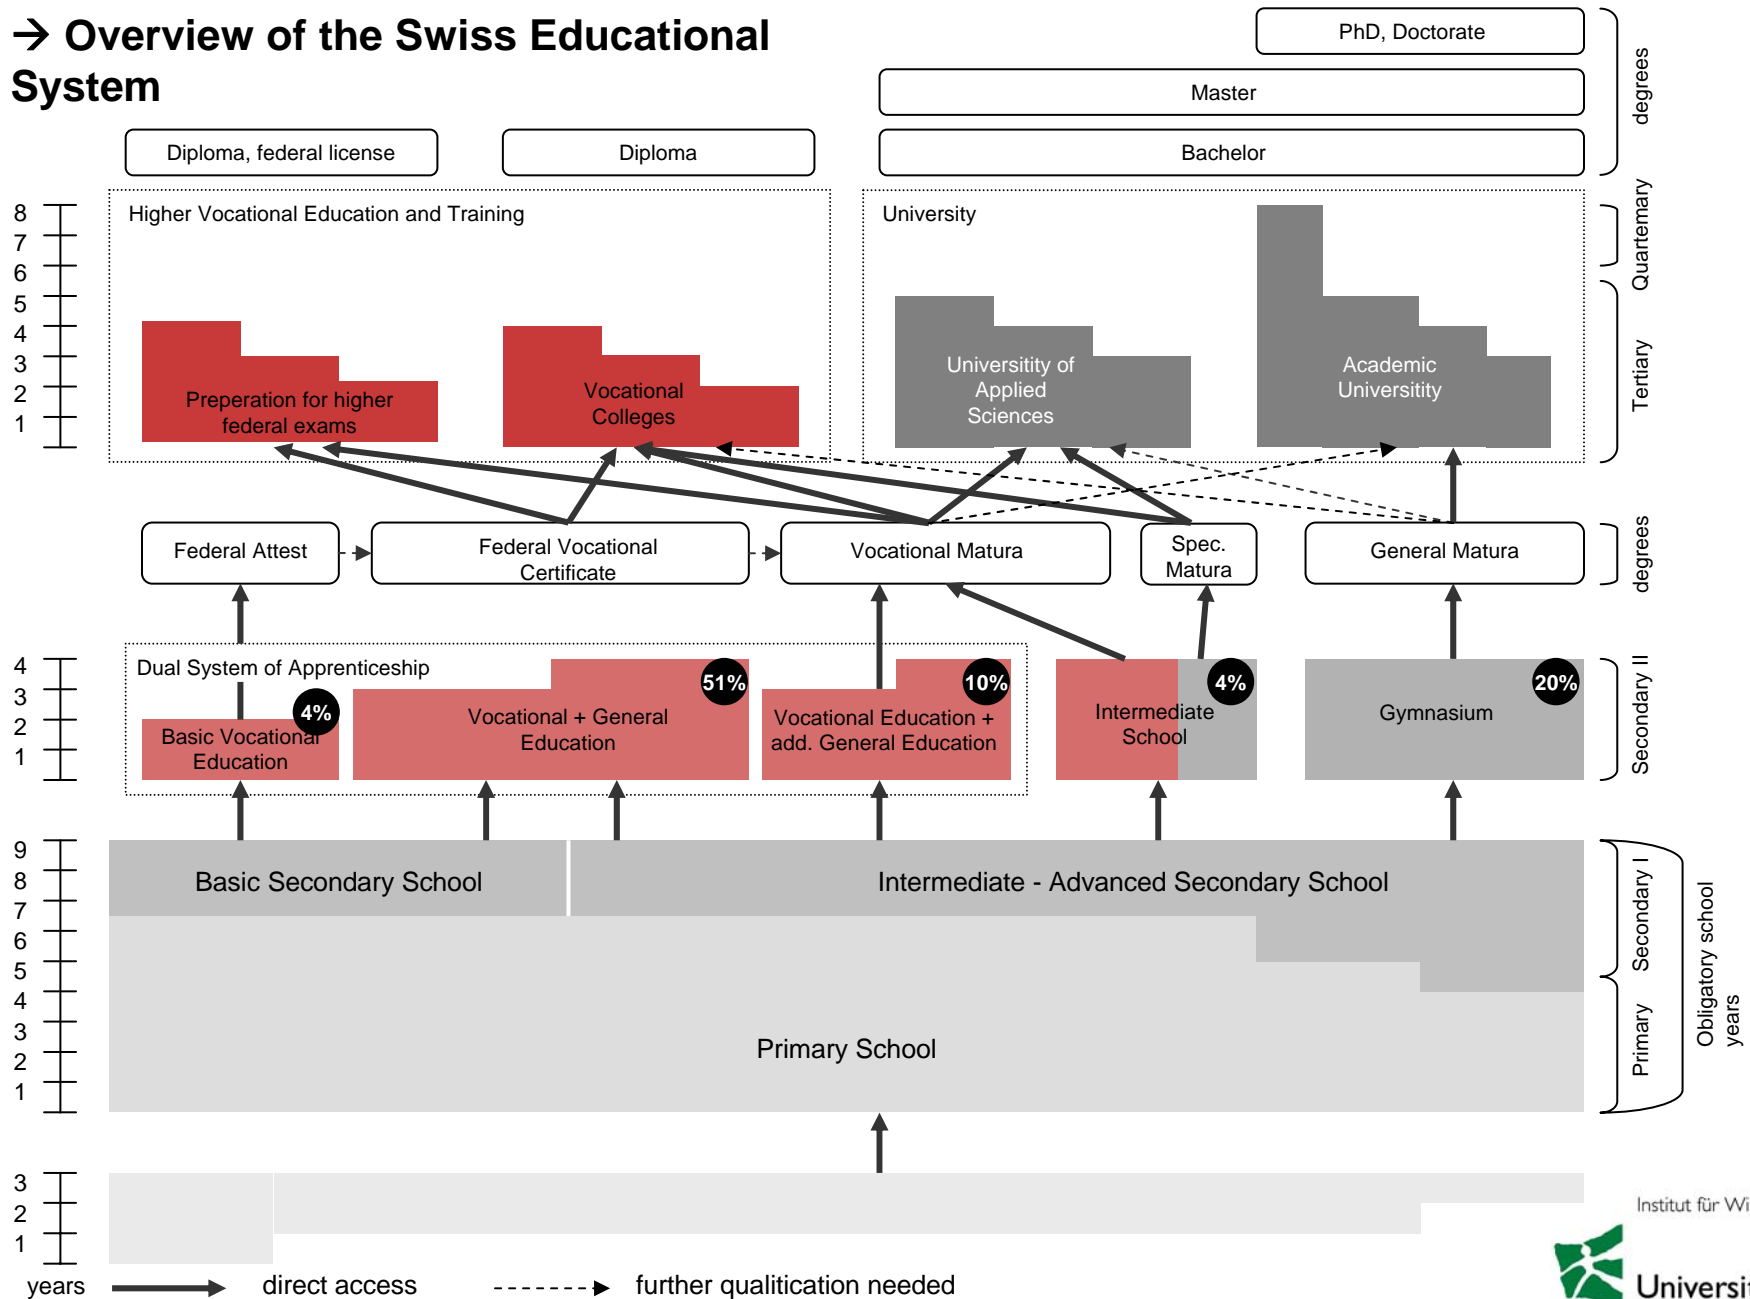 → Overview of the Swiss Educational
System
PhD, Doctorate
Master
Bachelor
Diploma, federal license
Diploma
degrees
8
7
6
5
4
3
2
1
Higher Vocational Education and Training
University
Preperation for higher
federal exams
Vocational
Colleges
Universitity of
Applied
Sciences
Academic
Universitity
Quarternary
Tertiary
Federal Attest
Federal Vocational
Certificate
Vocational Matura
Spec.
Matura
General Matura
degrees
4
3
2
1
Dual System of Apprenticeship
4%
51%
10%
4%
20%
Basic Vocational
Education
Vocational + General
Education
Vocational Education +
add. General Education
Intermediate
School
Gymnasium
Secondary II
9
8
7
6
5
4
3
2
1
Basic Secondary School
Intermediate - Advanced Secondary School
Primary School
Secondary I
Primary
Obligatory school
years
3
2
1
years
direct access
further qualitication needed
Institut für Wi
Universit